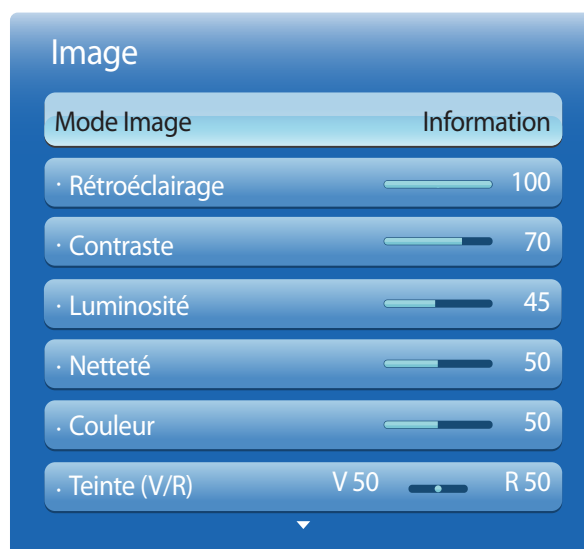 Image
Mode Image Information
· Rétroéclairage 100
· Contraste 70
· Luminosité 45
· Netteté 50
· Couleur 50
· Teinte (V/R) V 50 R 50